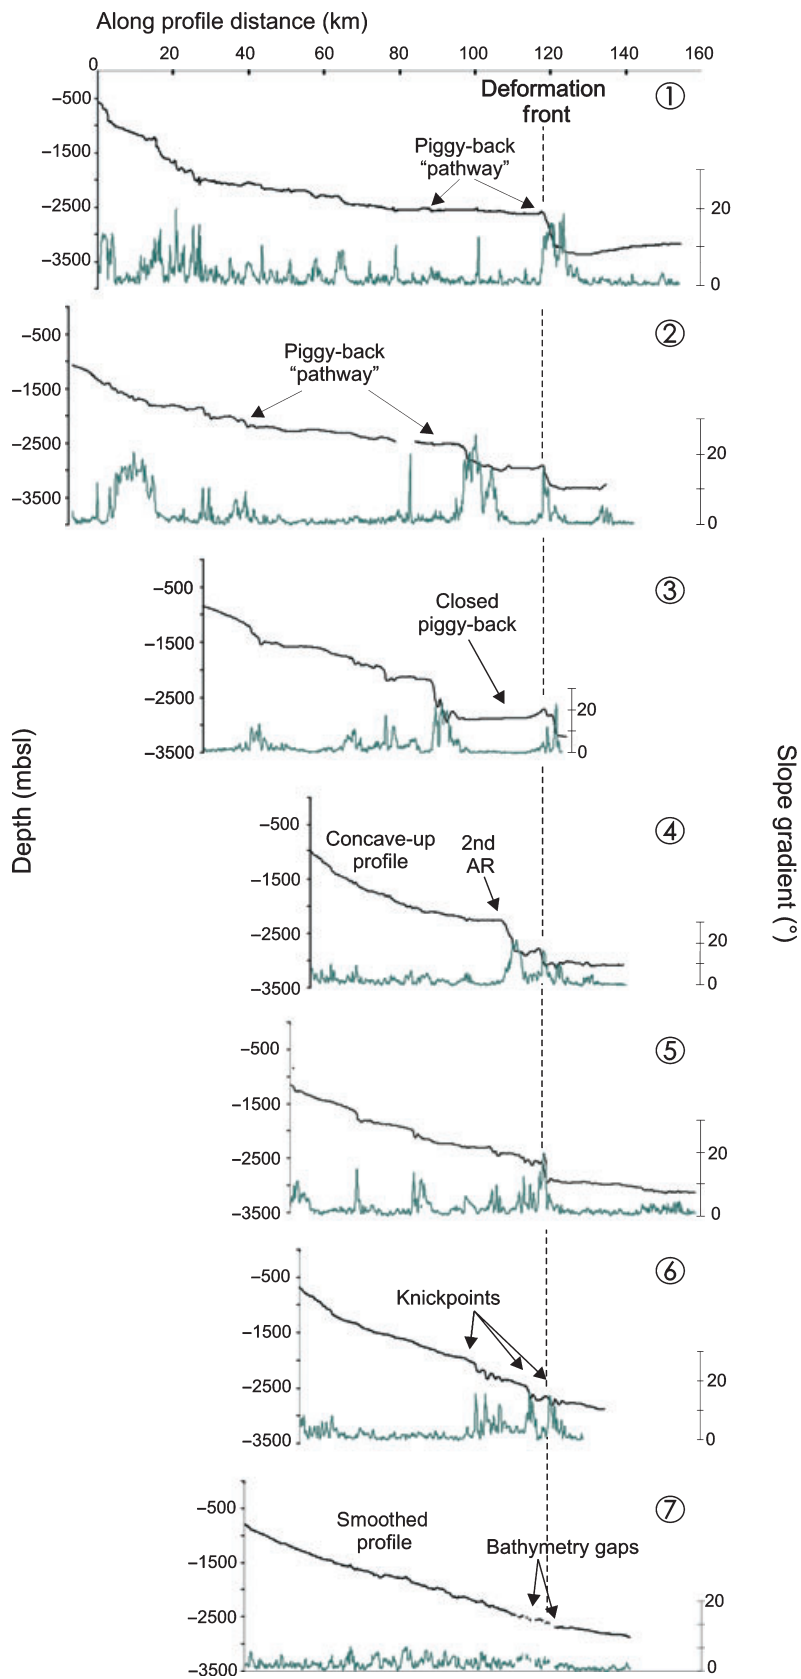 Along profile distance (km)
0 20 40 60 80 100 120 140 160
Deformation
front
①
Piggy-back
“pathway”
−500
−1500
−2500
−3500
20
0
②
Piggy-back
“pathway”
−500
−1500
−2500
−3500
20
0
③
Closed
piggy-back
−500
−1500
−2500
−3500
20
0
Depth (mbsl)
Slope gradient (°)
④
Concave-up
profile
2nd
AR
−500
−1500
−2500
−3500
20
0
⑤
−500
−1500
−2500
−3500
20
0
⑥
Knickpoints
−500
−1500
−2500
−3500
20
0
⑦
Smoothed
profile
Bathymetry gaps
−500
−1500
−2500
−3500
20
0